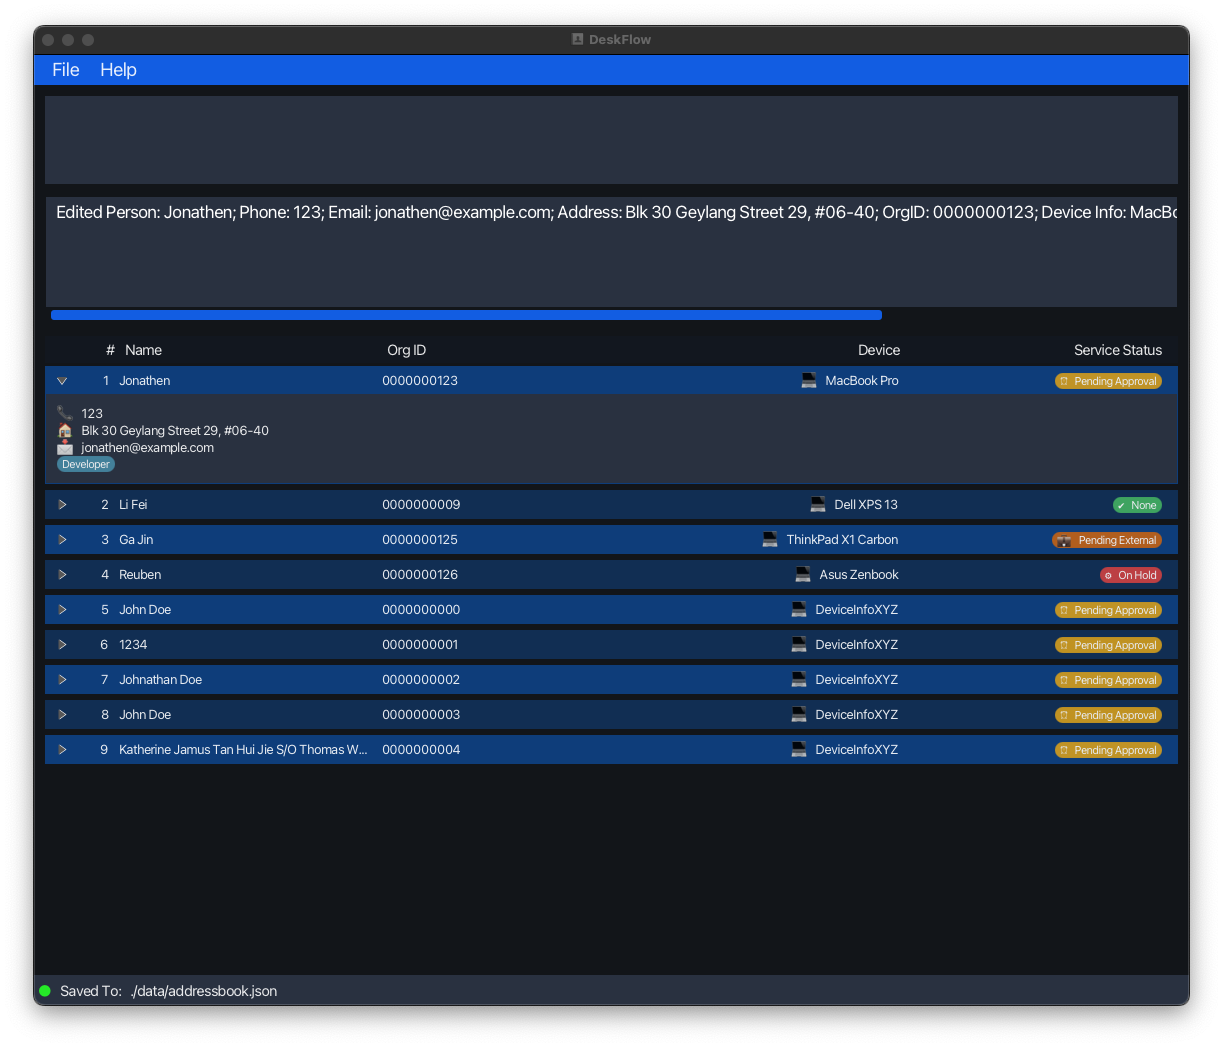 DeskFlow
File Help
Edited Person: Jonathen; Phone: 123; Email: jonathen@example.com; Address: Blk 30 Geylang Street 29, #06-40; OrgID: 0000000123; Device Info: MacBo
# Name Org ID Device Service Status
1 Jonathen 0000000123 MacBook Pro Pending Approval
123
Blk 30 Geylang Street 29, #06-40
jonathen@example.com
Developer
2 Li Fei 0000000009 Dell XPS 13 None
3 Ga Jin 0000000125 ThinkPad X1 Carbon Pending External
4 Reuben 0000000126 Asus Zenbook On Hold
5 John Doe 0000000000 DeviceInfoXYZ Pending Approval
6 1234 0000000001 DeviceInfoXYZ Pending Approval
7 Johnathan Doe 0000000002 DeviceInfoXYZ Pending Approval
8 John Doe 0000000003 DeviceInfoXYZ Pending Approval
9 Katherine Jamus Tan Hui Jie S/O Thomas W... 0000000004 DeviceInfoXYZ Pending Approval
Saved To: ./data/addressbook.json